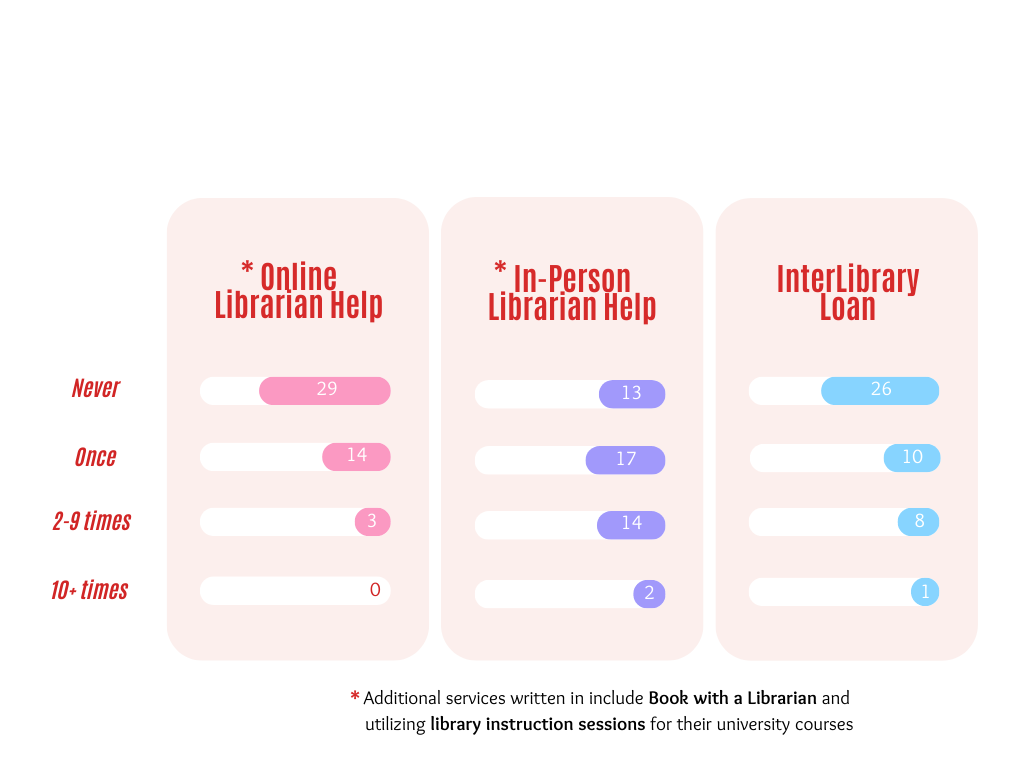 * Online
Librarian Help
* In-Person
Librarian Help
InterLibrary
Loan
Never
29
13
26
Once
14
17
10
2-9 times
3
14
8
10+ times
0
2
1
* Additional services written in include Book with a Librarian and
utilizing library instruction sessions for their university courses